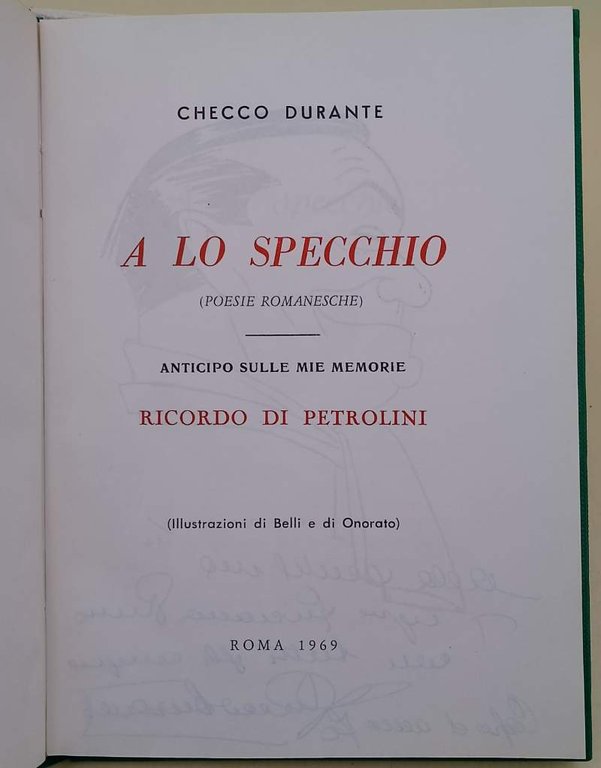 CHECCO DURANTE
A LO SPECCHIO
(POESIE ROMANESCHE)
ANTICIPO SULLE MIE MEMORIE
RICORDO DI PETROLINI
(Illustrazioni di Belli e di Onorato)
ROMA 1969